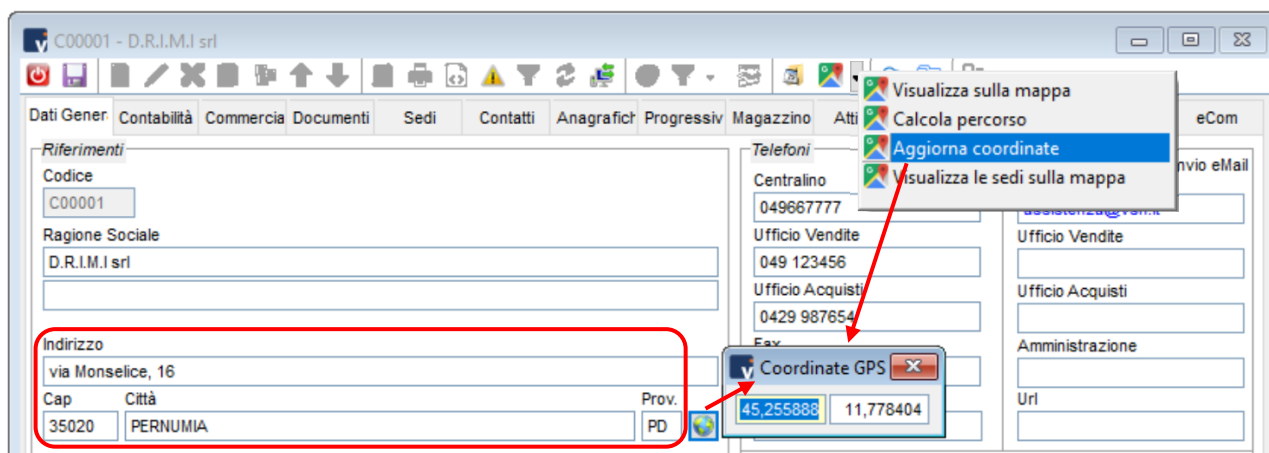 C00001 - D.R.I.M.I srl
Visualizza sulla mappa
Calcola percorso
Aggiorna coordinate
Visualizza le sedi sulla mappa
Dati Gener. Contabilità Commercia Documenti Sedi Contatti Anagrafich Progressiv Magazzino Atti eCom
Riferimenti
Codice
C00001
Ragione Sociale
D.R.I.M.I srl
Indirizzo
via Monselice, 16
Cap Città Prov.
35020 PERNUMIA PD
Telefoni
Centralino
049667777
Ufficio Vendite
049 123456
Ufficio Acquisti
0429 987654
Fax
nvio eMail
Ufficio Vendite
Ufficio Acquisti
Amministrazione
Url
Coordinate GPS
45,255888 11,778404